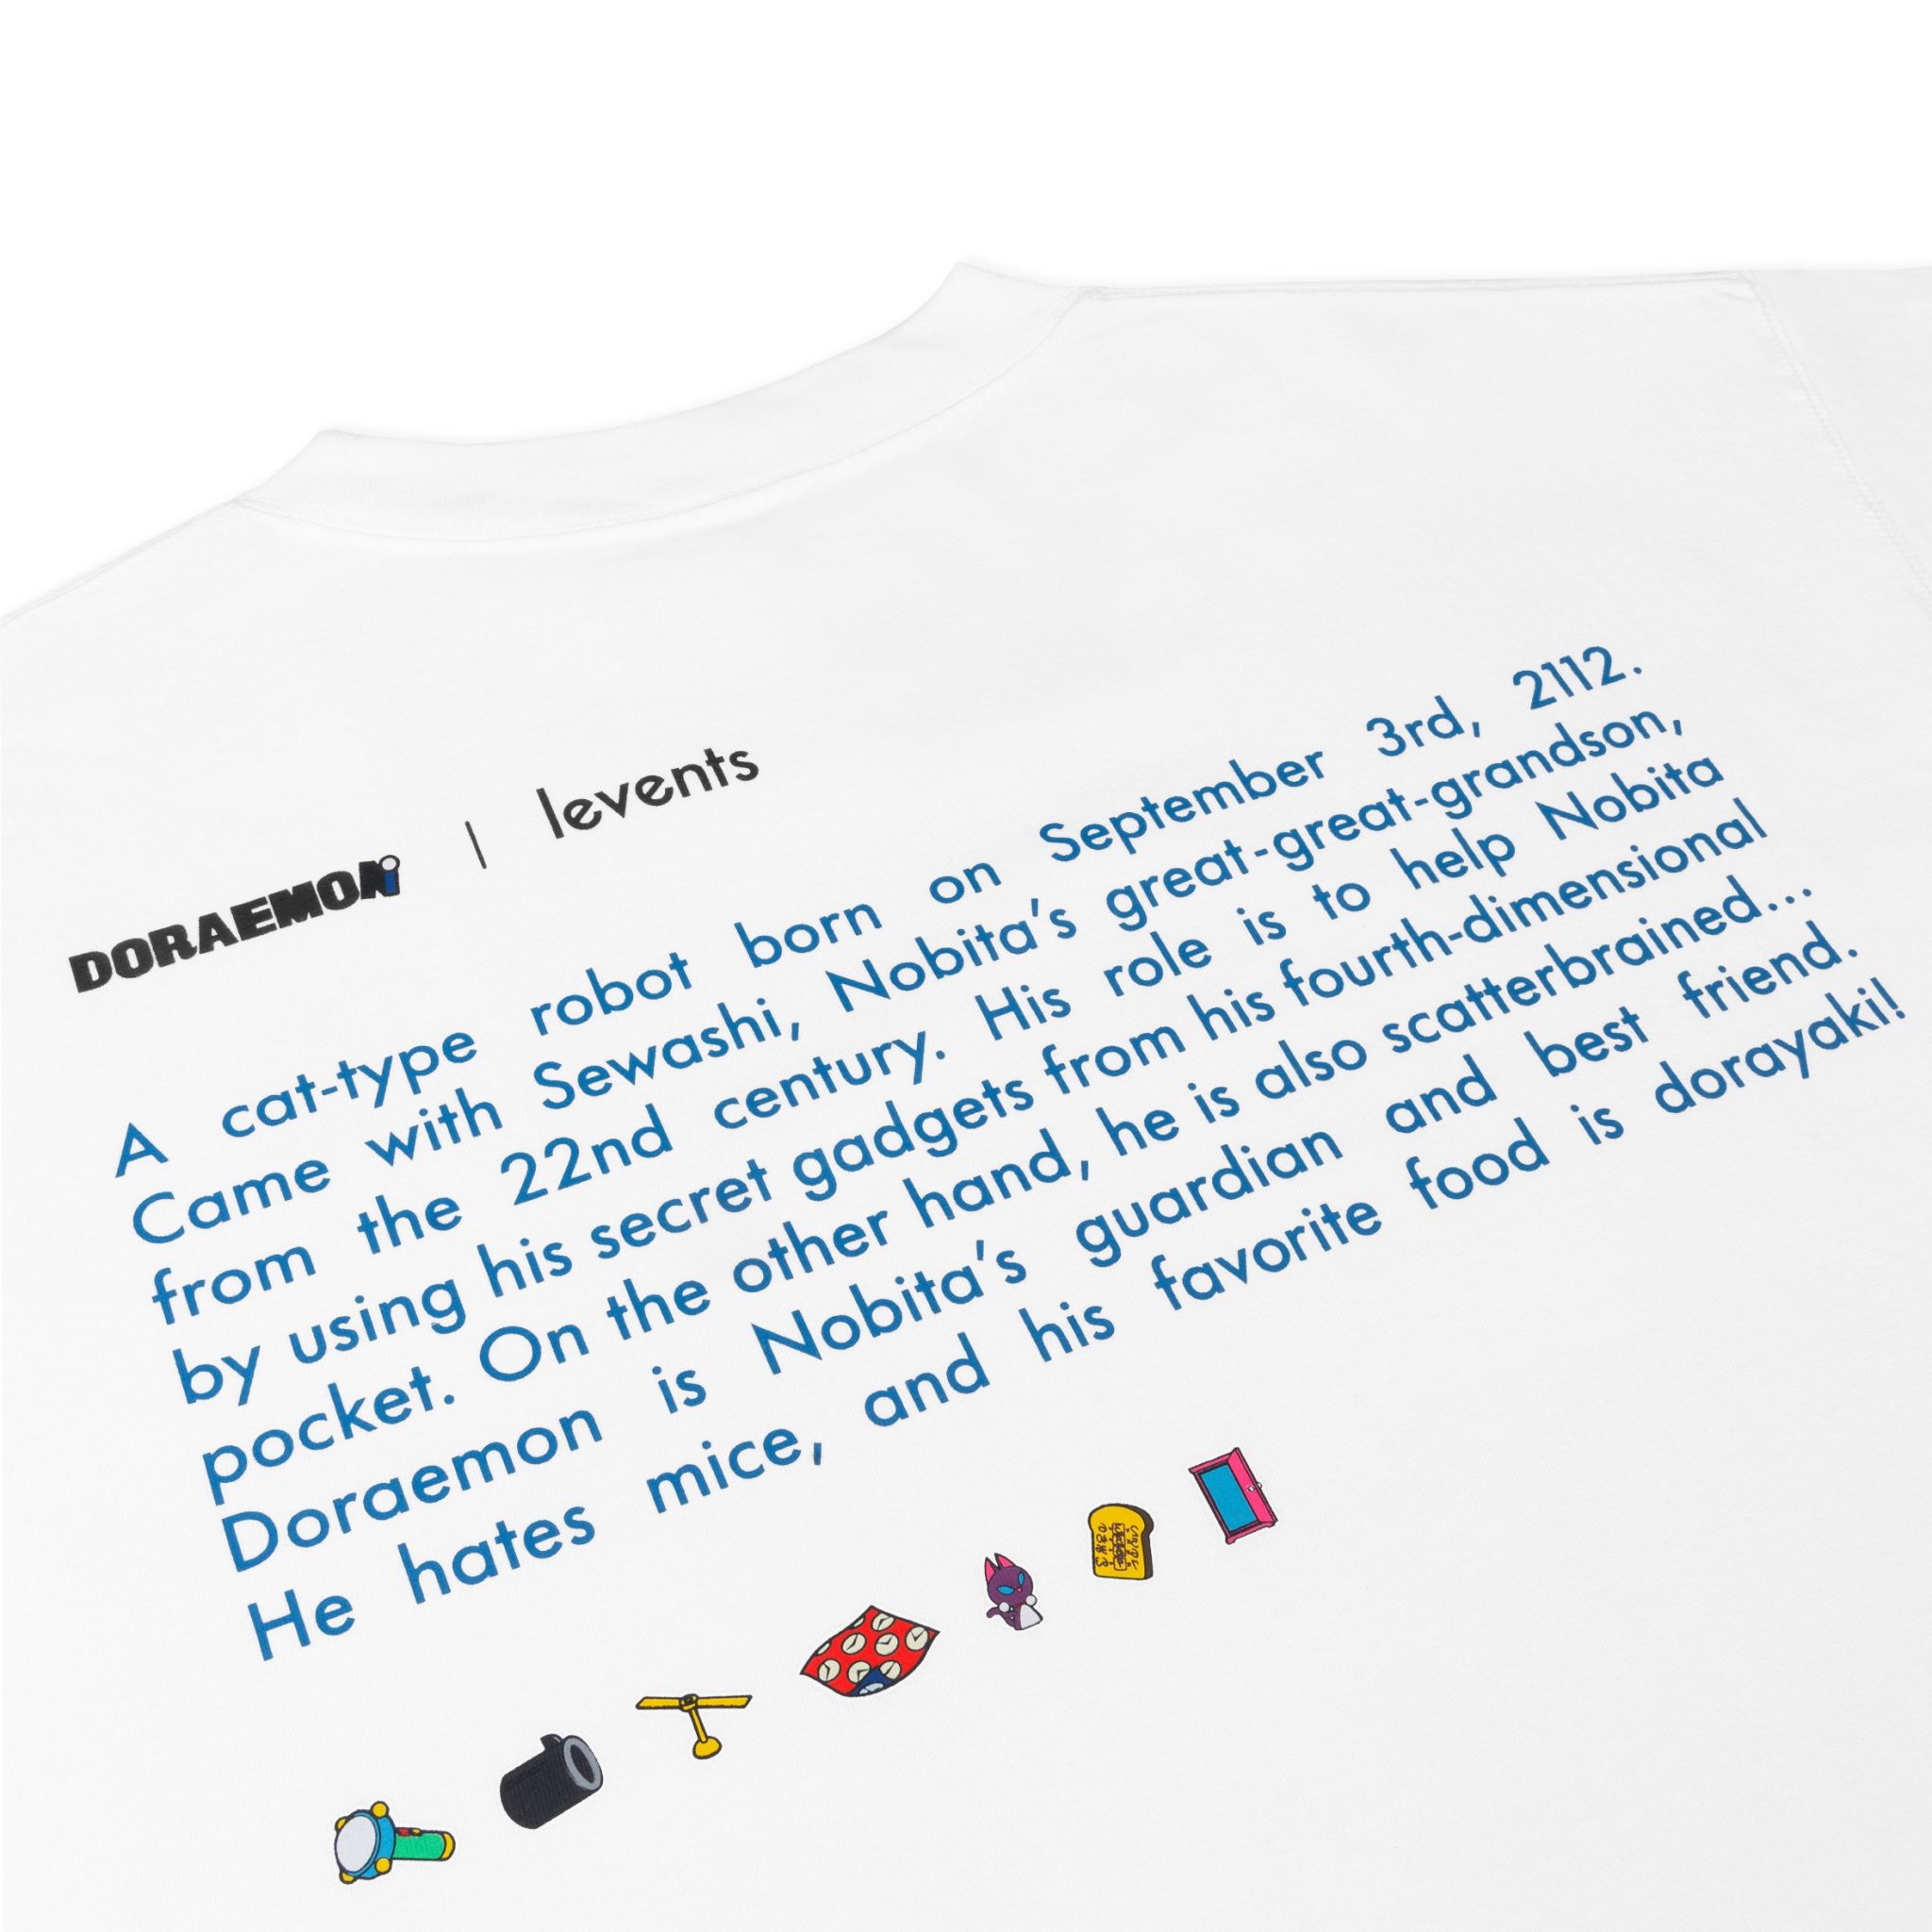 DORAEMON | levents
A cat-type robot born on September 3rd, 2112.
Came with Sewashi, Nobita's great-great-grandson,
from the 22nd century. His role is to help Nobita
by using his secret gadgets from his fourth-dimensional
pocket. On the other hand, he is also scatterbrained...
Doraemon is Nobita's guardian and best friend.
He hates mice, and his favorite food is dorayaki!